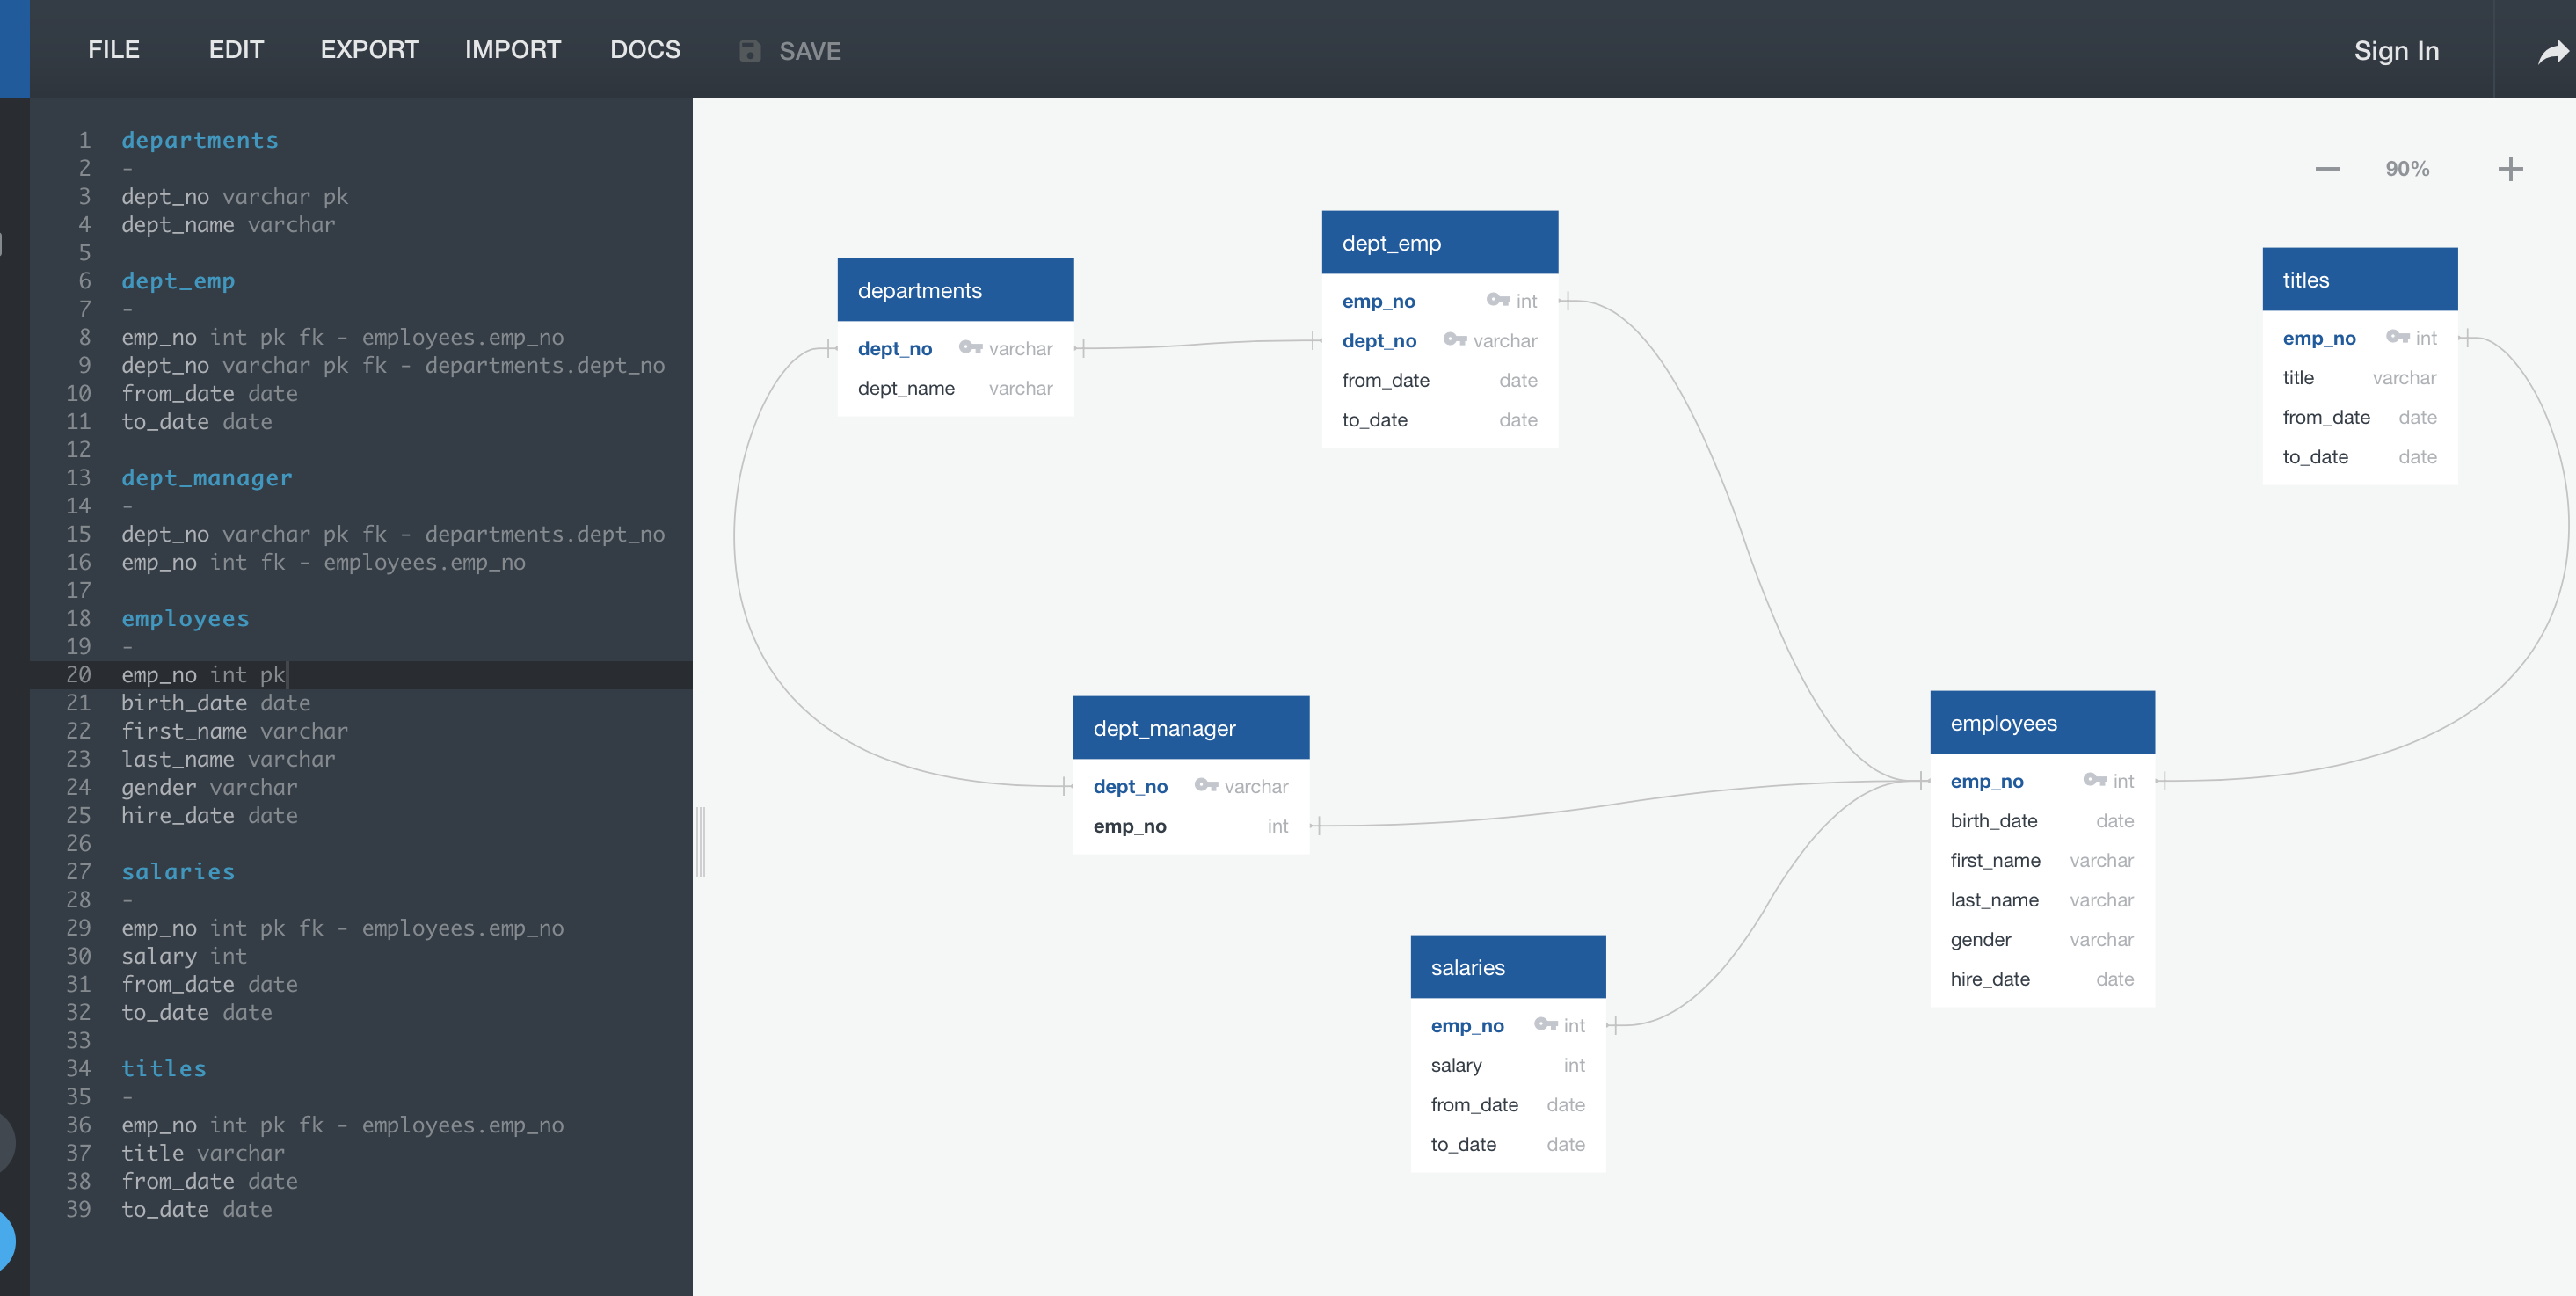 FILE EDIT EXPORT IMPORT DOCS SAVE Sign In
1 departments
2 -
3 dept_no varchar pk
4 dept_name varchar
5
6 dept_emp
7 -
8 emp_no int pk fk - employees.emp_no
9 dept_no varchar pk fk - departments.dept_no
10 from_date date
11 to_date date
12
13 dept_manager
14 -
15 dept_no varchar pk fk - departments.dept_no
16 emp_no int fk - employees.emp_no
17
18 employees
19 -
20 emp_no int pk
21 birth_date date
22 first_name varchar
23 last_name varchar
24 gender varchar
25 hire_date date
26
27 salaries
28 -
29 emp_no int pk fk - employees.emp_no
30 salary int
31 from_date date
32 to_date date
33
34 titles
35 -
36 emp_no int pk fk - employees.emp_no
37 title varchar
38 from_date date
39 to_date date
90%
departments
dept_no varchar
dept_name varchar
dept_emp
emp_no int
dept_no varchar
from_date date
to_date date
titles
emp_no int
title varchar
from_date date
to_date date
dept_manager
dept_no varchar
emp_no int
employees
emp_no int
birth_date date
first_name varchar
last_name varchar
gender varchar
hire_date date
salaries
emp_no int
salary int
from_date date
to_date date